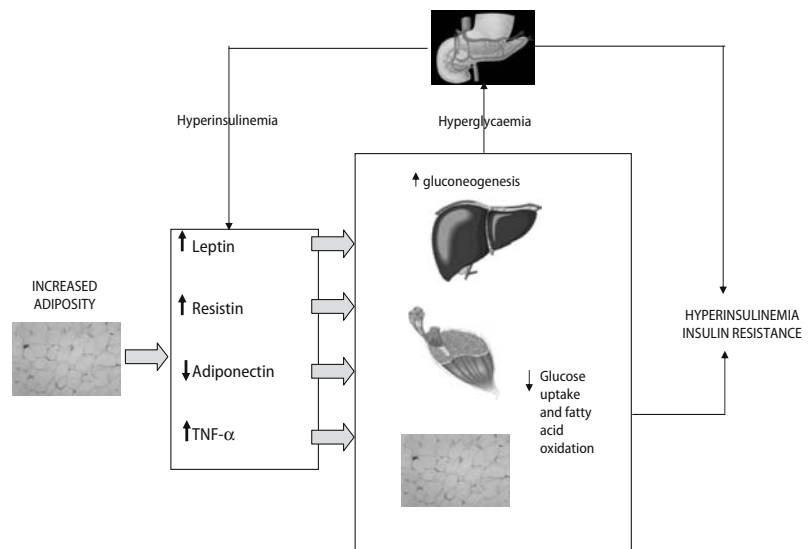 Hyperinsulinemia
Hyperglycaemia
↑ gluconeogenesis
INCREASED
ADIPOSITY
↑ Leptin
↑ Resistin
↓ Adiponectin
↑ TNF-α
↓ Glucose
uptake
and fatty
acid
oxidation
HYPERINSULINEMIA
INSULIN RESISTANCE